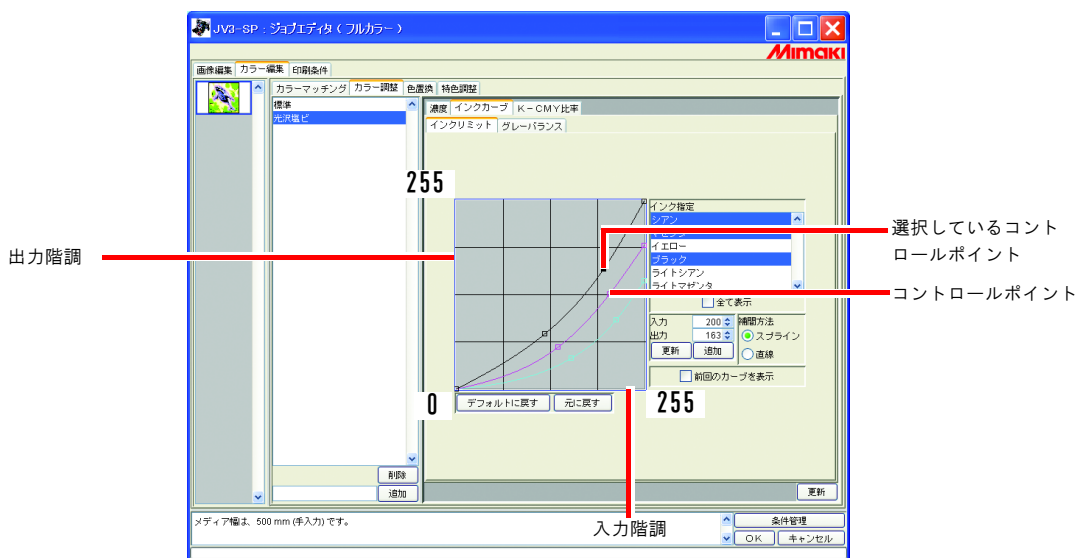 JV3-SP : ジョブエディタ ( フルカラー )
Mimaki
画像編集 カラー編集 印刷条件
カラーマッチング カラー調整 色置換 特色調整
標準
光沢塩ビ
濃度 インクカーブ K-CMY比率
インクリミット グレーバランス
255
出力階調
インク指定
シアン
マゼンタ
イエロー
ブラック
ライトシアン
ライトマゼンタ
全て表示
選択しているコント
ロールポイント
コントロールポイント
入力 200
出力 163
更新 追加
補間方法
スプライン
直線
前回のカーブを表示
0
デフォルトに戻す 元に戻す
255
削除
追加
更新
入力階調
メディア幅は、500 mm (手入力) です。
条件管理
OK キャンセル